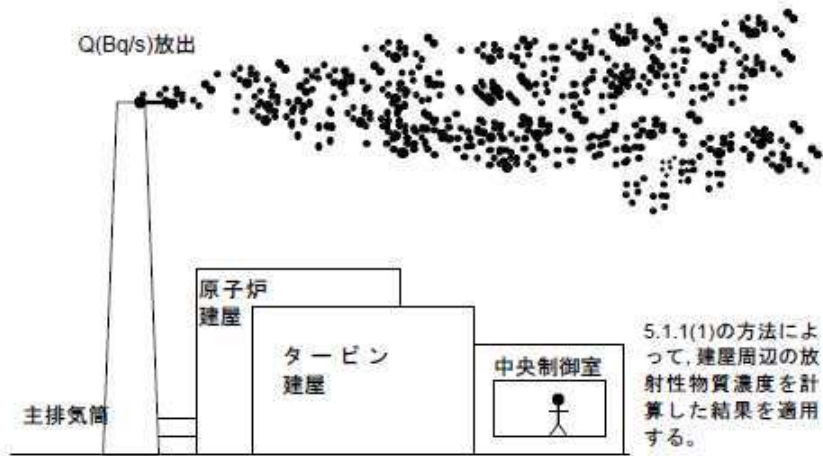 Q(Bq/s)放出
原子炉
建屋
タービン
建屋
中央制御室
主排気筒
5.1.1(1)の方法によ
って,建屋周辺の放
射性物質濃度を計
算した結果を適用
する。